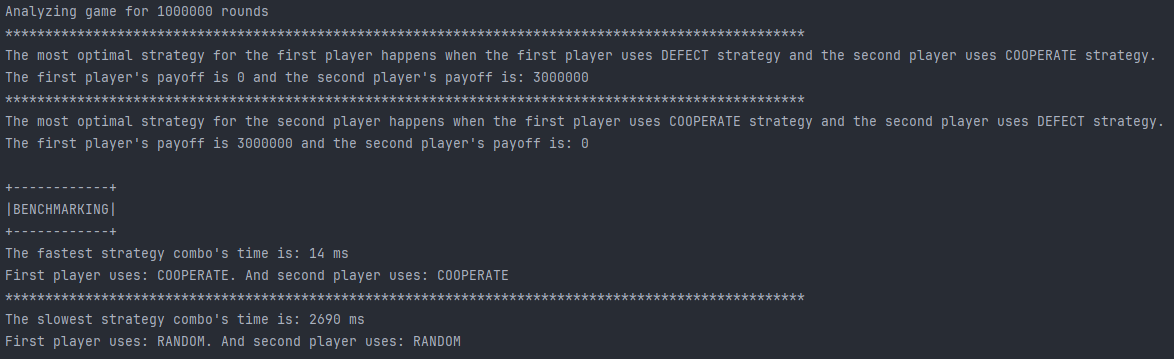 Analyzing game for 1000000 rounds
****************************************************************************************************
The most optimal strategy for the first player happens when the first player uses DEFECT strategy and the second player uses COOPERATE strategy.
The first player's payoff is 0 and the second player's payoff is: 3000000
****************************************************************************************************
The most optimal strategy for the second player happens when the first player uses COOPERATE strategy and the second player uses DEFECT strategy.
The first player's payoff is 3000000 and the second player's payoff is: 0
+------------+
|BENCHMARKING|
+------------+
The fastest strategy combo's time is: 14 ms
First player uses: COOPERATE. And second player uses: COOPERATE
****************************************************************************************************
The slowest strategy combo's time is: 2690 ms
First player uses: RANDOM. And second player uses: RANDOM